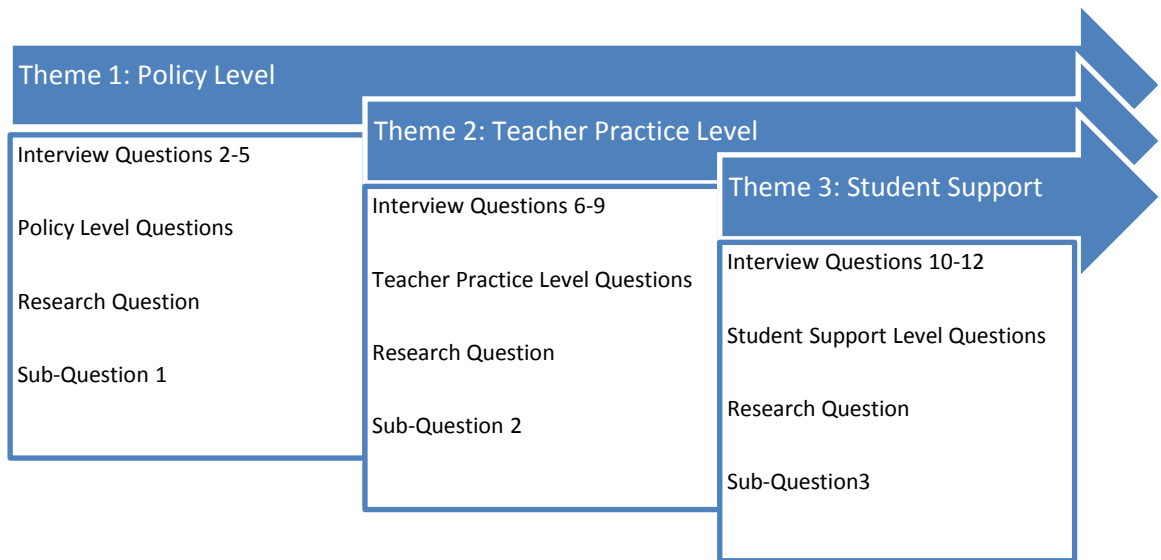 Theme 1: Policy Level
Interview Questions 2-5
Policy Level Questions
Research Question
Sub-Question 1
Theme 2: Teacher Practice Level
Interview Questions 6-9
Teacher Practice Level Questions
Research Question
Sub-Question 2
Theme 3: Student Support
Interview Questions 10-12
Student Support Level Questions
Research Question
Sub-Question3